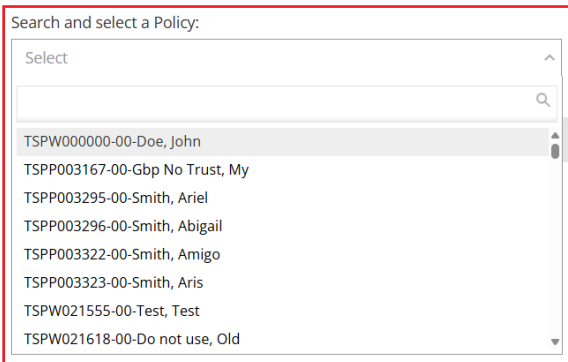 Search and select a Policy:
Select
TSPW000000-00-Doe, John
TSPP003167-00-Gbp No Trust, My
TSPP003295-00-Smith, Ariel
TSPP003296-00-Smith, Abigail
TSPP003322-00-Smith, Amigo
TSPP003323-00-Smith, Aris
TSPW021555-00-Test, Test
TSPW021618-00-Do not use, Old